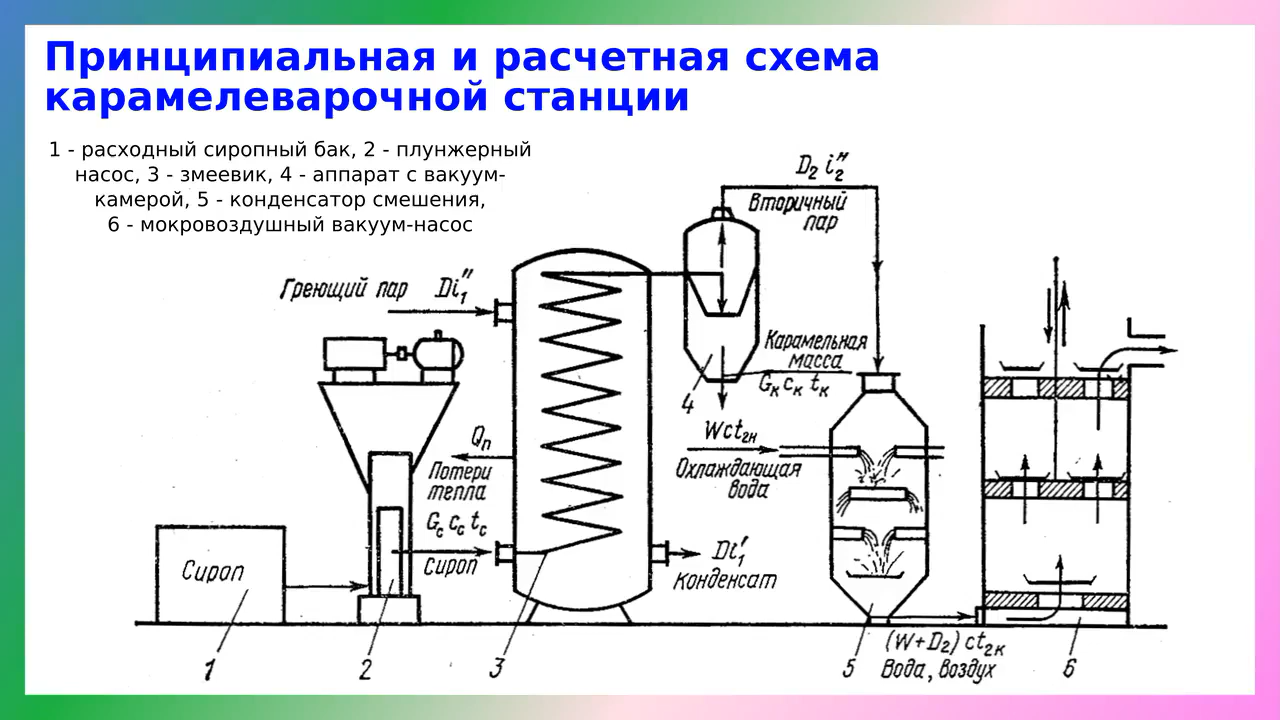 Принципиальная и расчетная схема
карамелеварочной станции
1 - расходный сиропный бак, 2 - плунжерный
насос, 3 - змеевик, 4 - аппарат с вакуум-
камерой, 5 - конденсатор смешения,
6 - мокровоздушный вакуум-насос
D₂ i₂″
Вторичный
пар
Греющий пар Di₁″
Карамельная
масса
Gк cк tк
4
Wct₂н
Охлаждающая
вода
Qп
Потери
тепла
Gс cс tс
Сироп
Сироп
Di₁′
Конденсат
(W+D₂) ct₂к
Вода, воздух
1
2
3
5
6